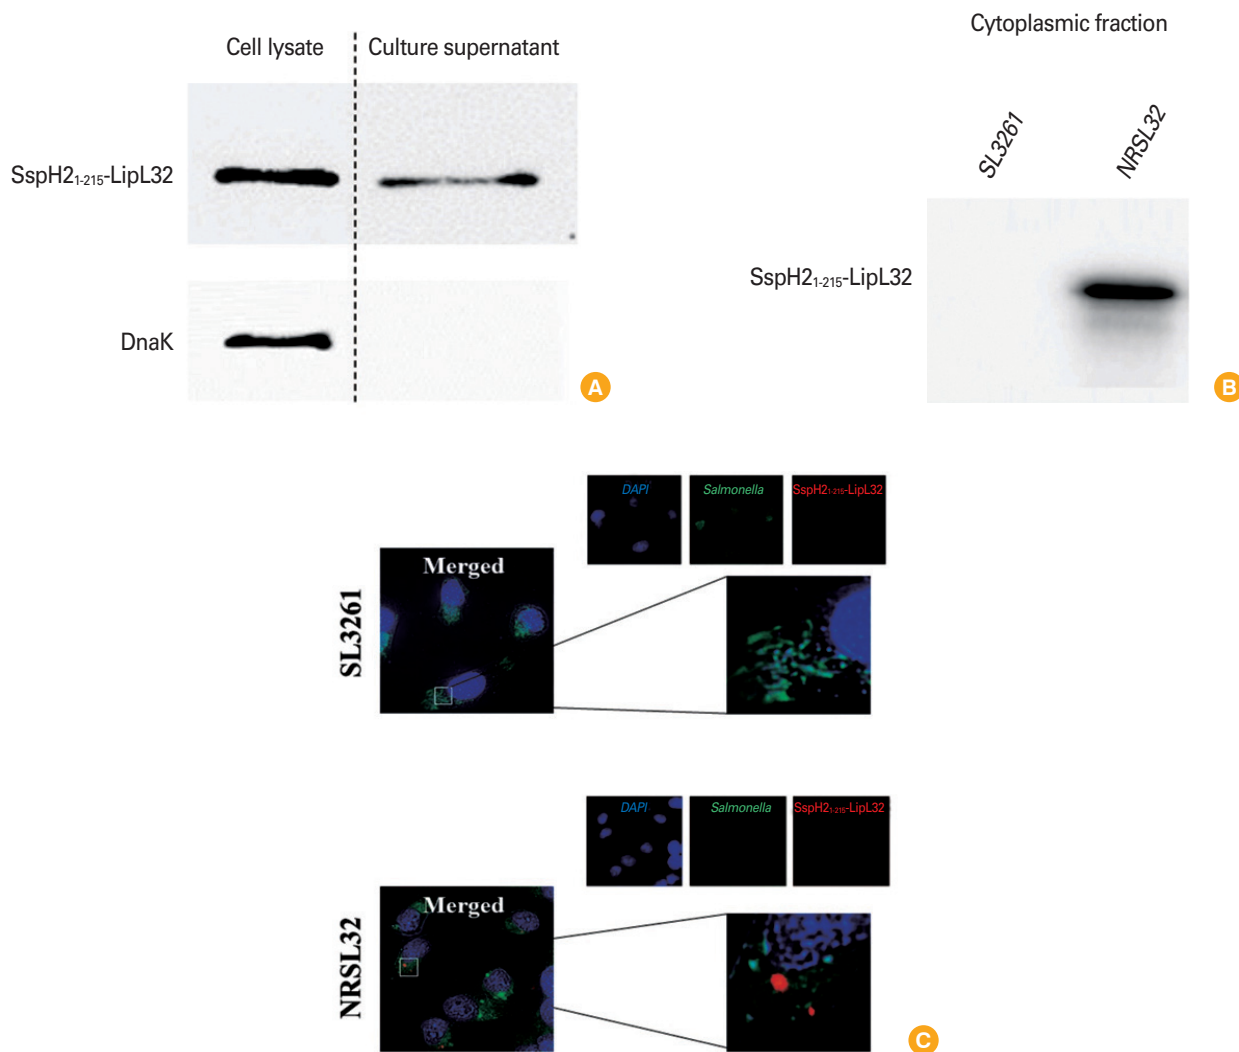 Cell lysate
Culture supernatant
SspH2₁₋₂₁₅-LipL32
DnaK
A
Cytoplasmic fraction
SL3261
NRSL32
SspH2₁₋₂₁₅-LipL32
B
DAPI
Salmonella
SspH2₁₋₂₁₅-LipL32
Merged
SL3261
DAPI
Salmonella
SspH2₁₋₂₁₅-LipL32
Merged
NRSL32
C